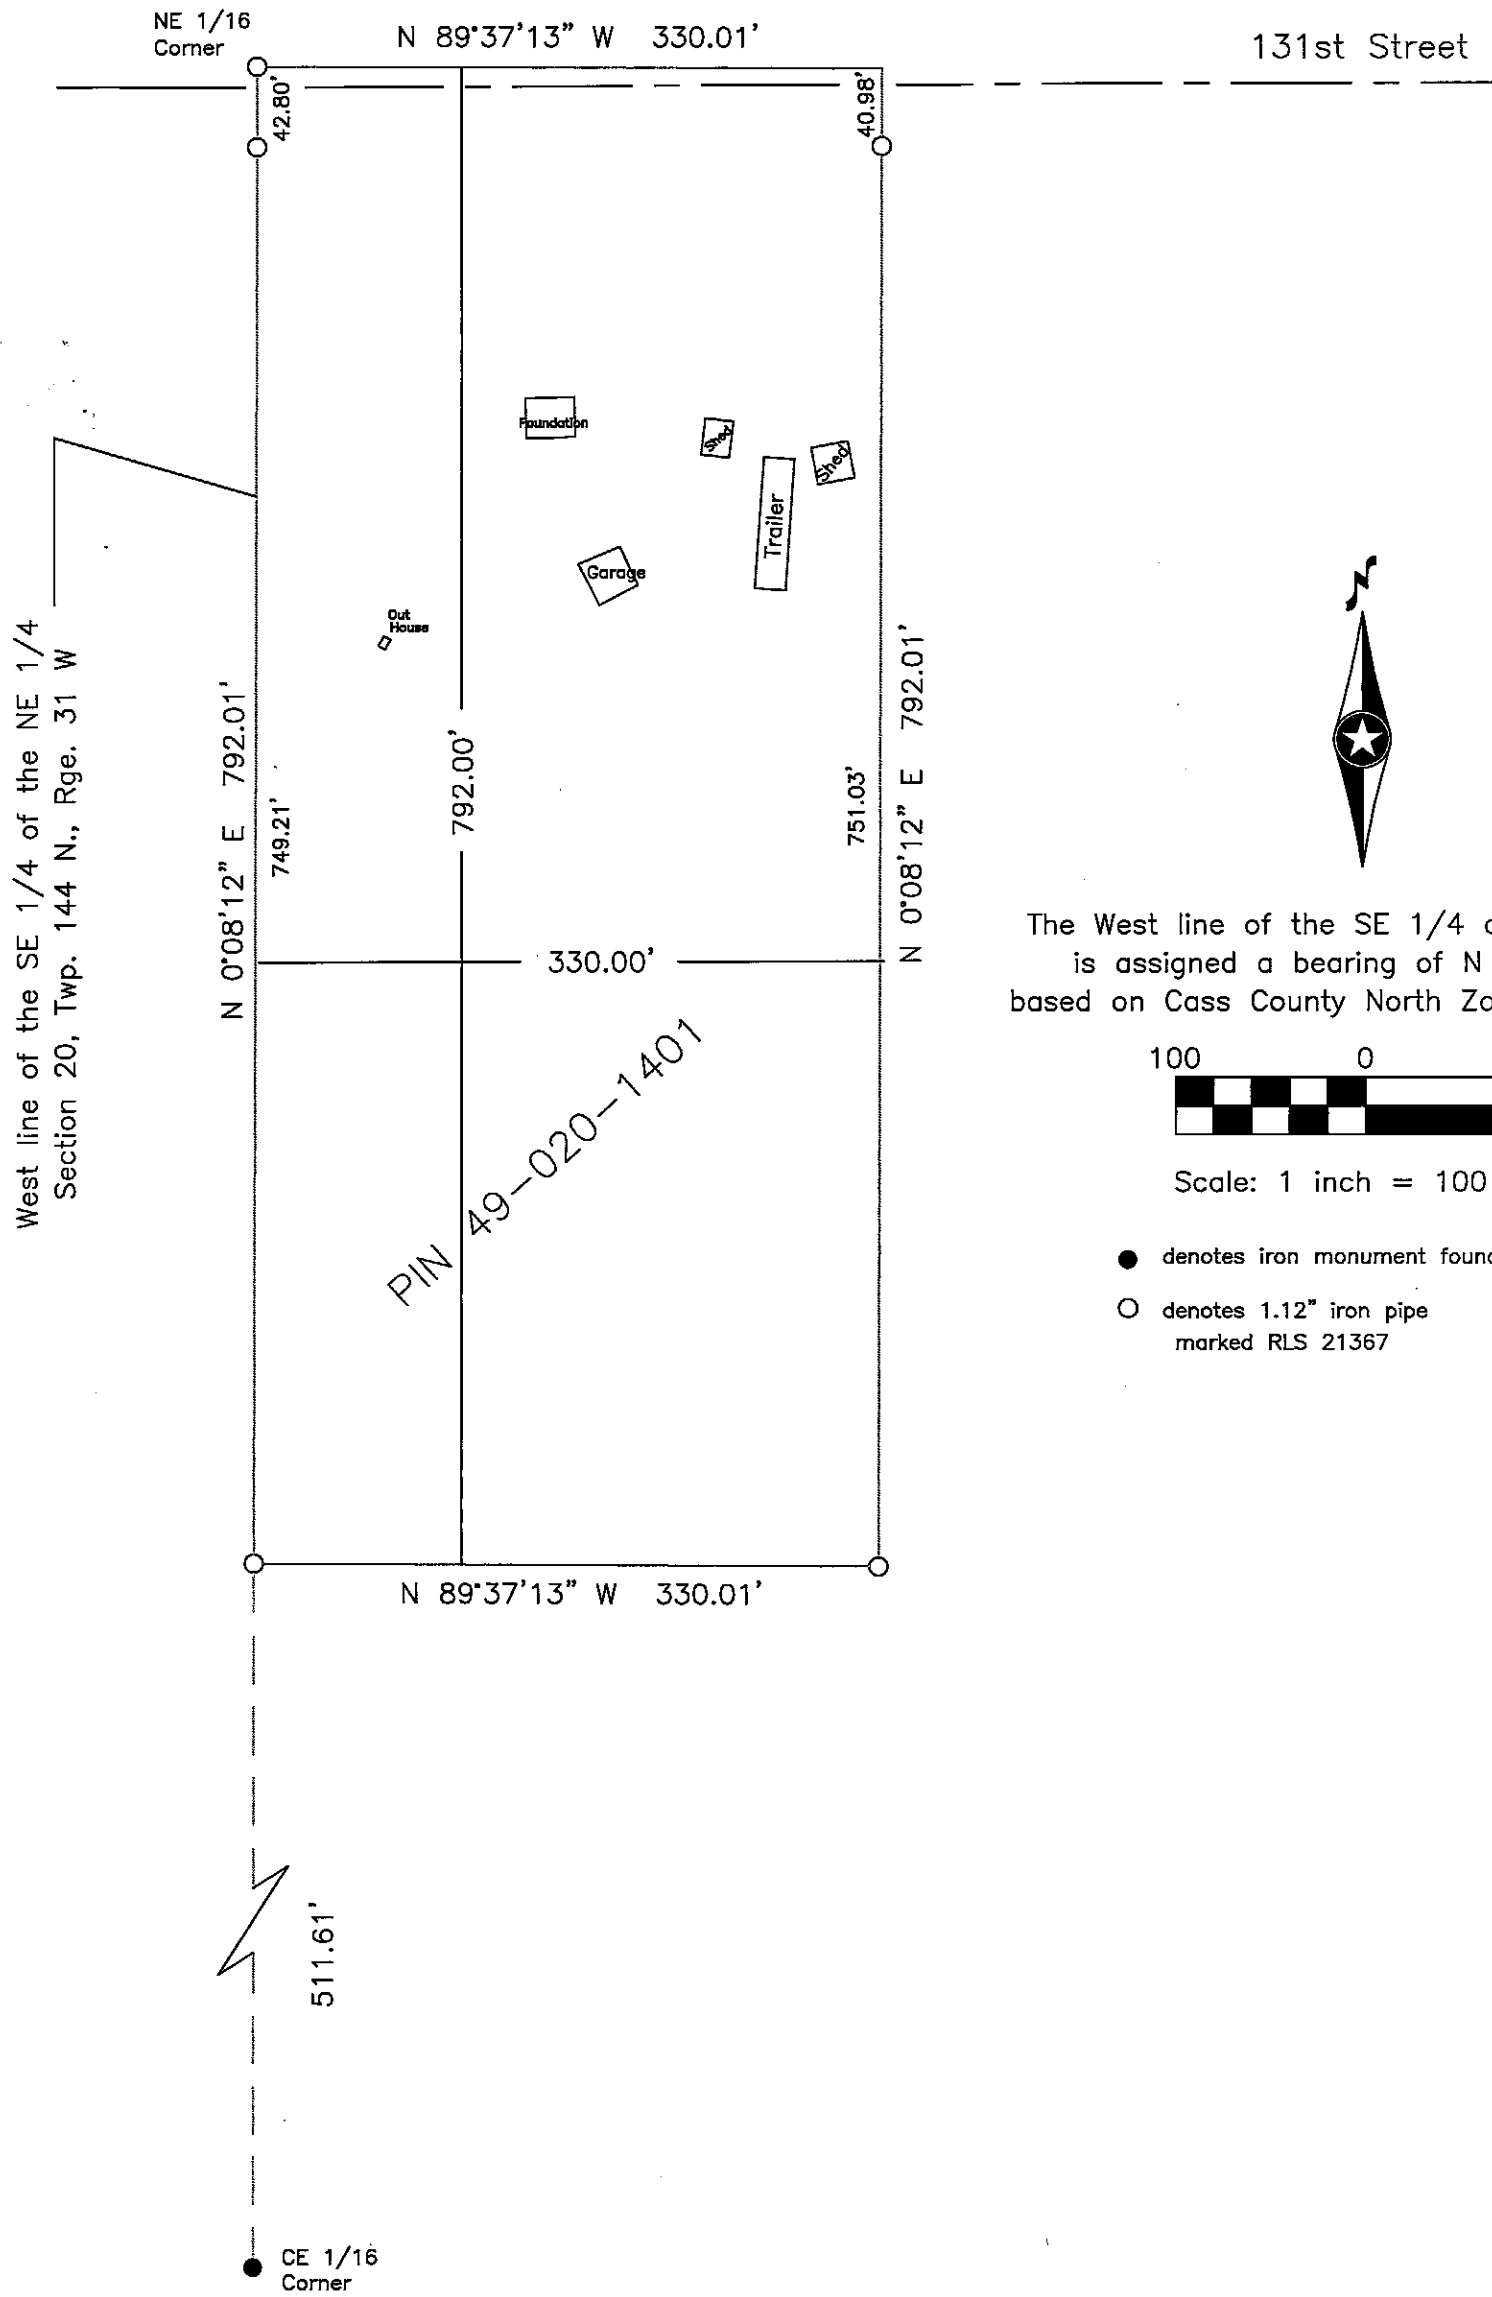 NE 1/16
Corner
N 89°37'13" W 330.01'
131st Street
42.80'
40.98'
Foundation
Shed
Shed
Trailer
Garage
Out
House
West line of the SE 1/4 of the NE 1/4
Section 20, Twp. 144 N., Rge. 31 W
N 0°08'12" E 792.01'
749.21'
792.00'
751.03'
N 0°08'12" E 792.01'
330.00'
PIN 49-020-1401
N
The West line of the SE 1/4
is assigned a bearing of N
based on Cass County North
100 0
Scale: 1 inch = 100
denotes iron monument
denotes 1.12" iron pipe
marked RLS 21367
N 89°37'13" W 330.01'
511.61'
CE 1/16
Corner